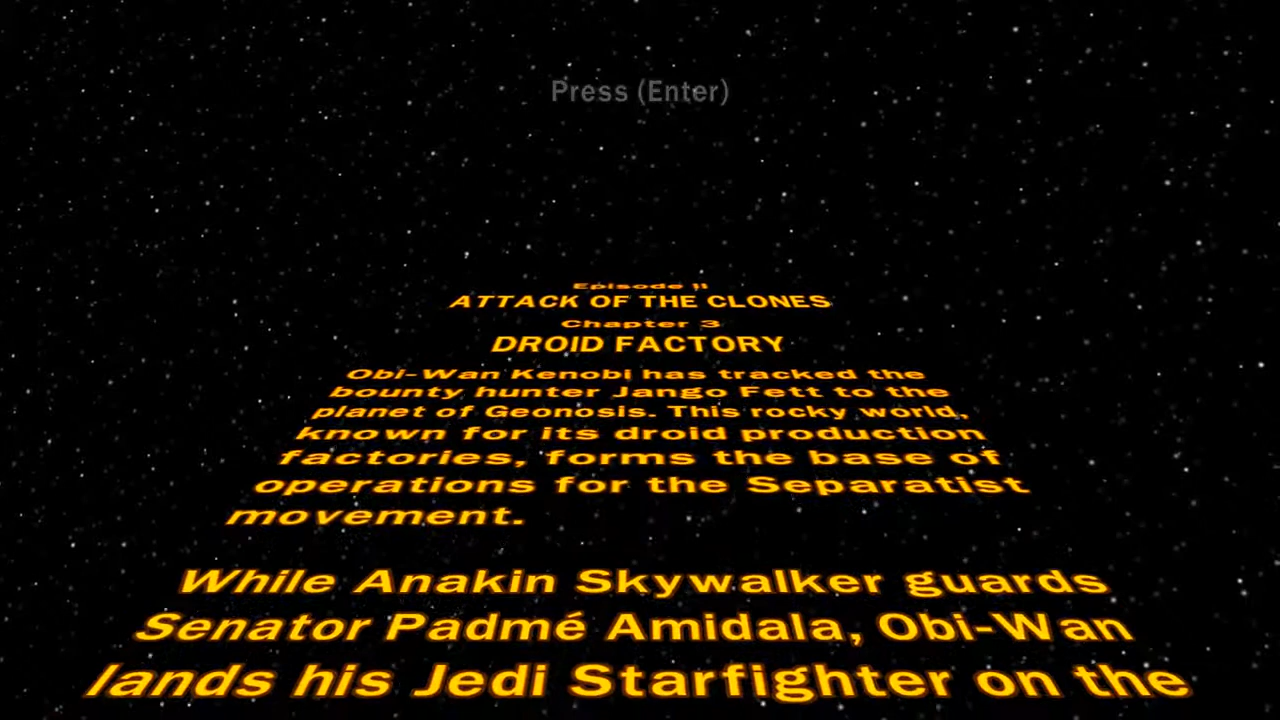 Press (Enter)
Episode II
ATTACK OF THE CLONES
Chapter 3
DROID FACTORY
Obi-Wan Kenobi has tracked the
bounty hunter Jango Fett to the
planet of Geonosis. This rocky world,
known for its droid production
factories, forms the base of
operations for the Separatist
movement.
While Anakin Skywalker guards
Senator Padmé Amidala, Obi-Wan
lands his Jedi Starfighter on the